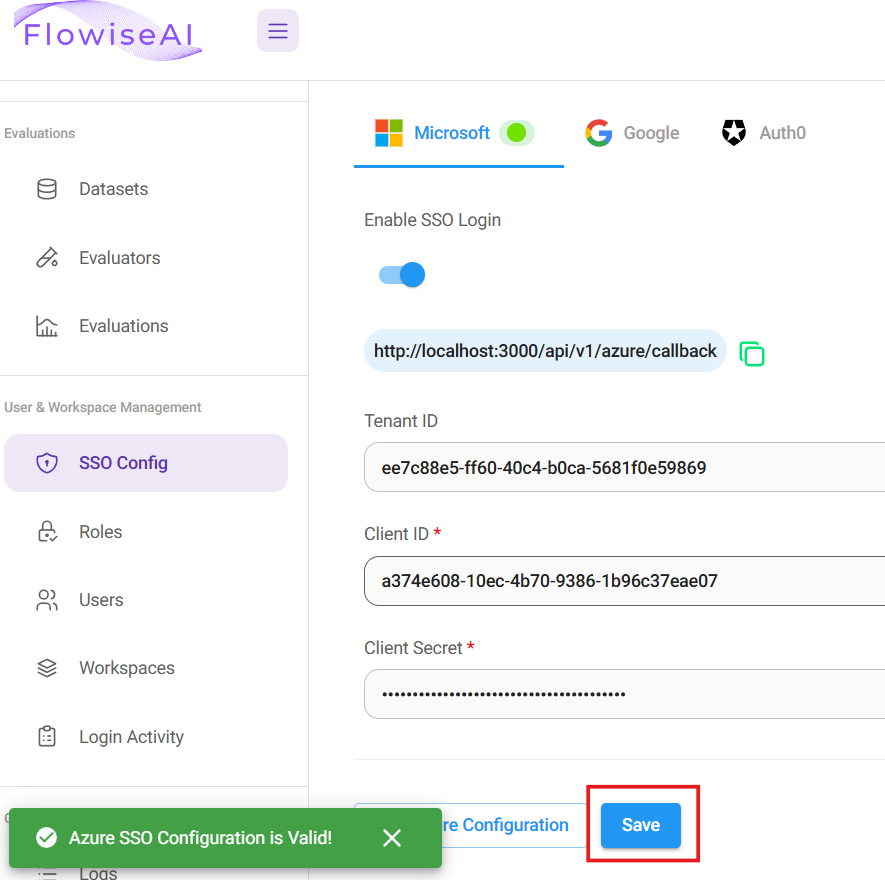 FlowiseAI
Evaluations
Datasets
Evaluators
Evaluations
User & Workspace Management
SSO Config
Roles
Users
Workspaces
Login Activity
Logs
Microsoft
Google
Auth0
Enable SSO Login
http://localhost:3000/api/v1/azure/callback
Tenant ID
ee7c88e5-ff60-40c4-b0ca-5681f0e59869
Client ID *
a374e608-10ec-4b70-9386-1b96c37eae07
Client Secret *
••••••••••••••••••••••••••••••••••••••••
re Configuration
Save
Azure SSO Configuration is Valid!